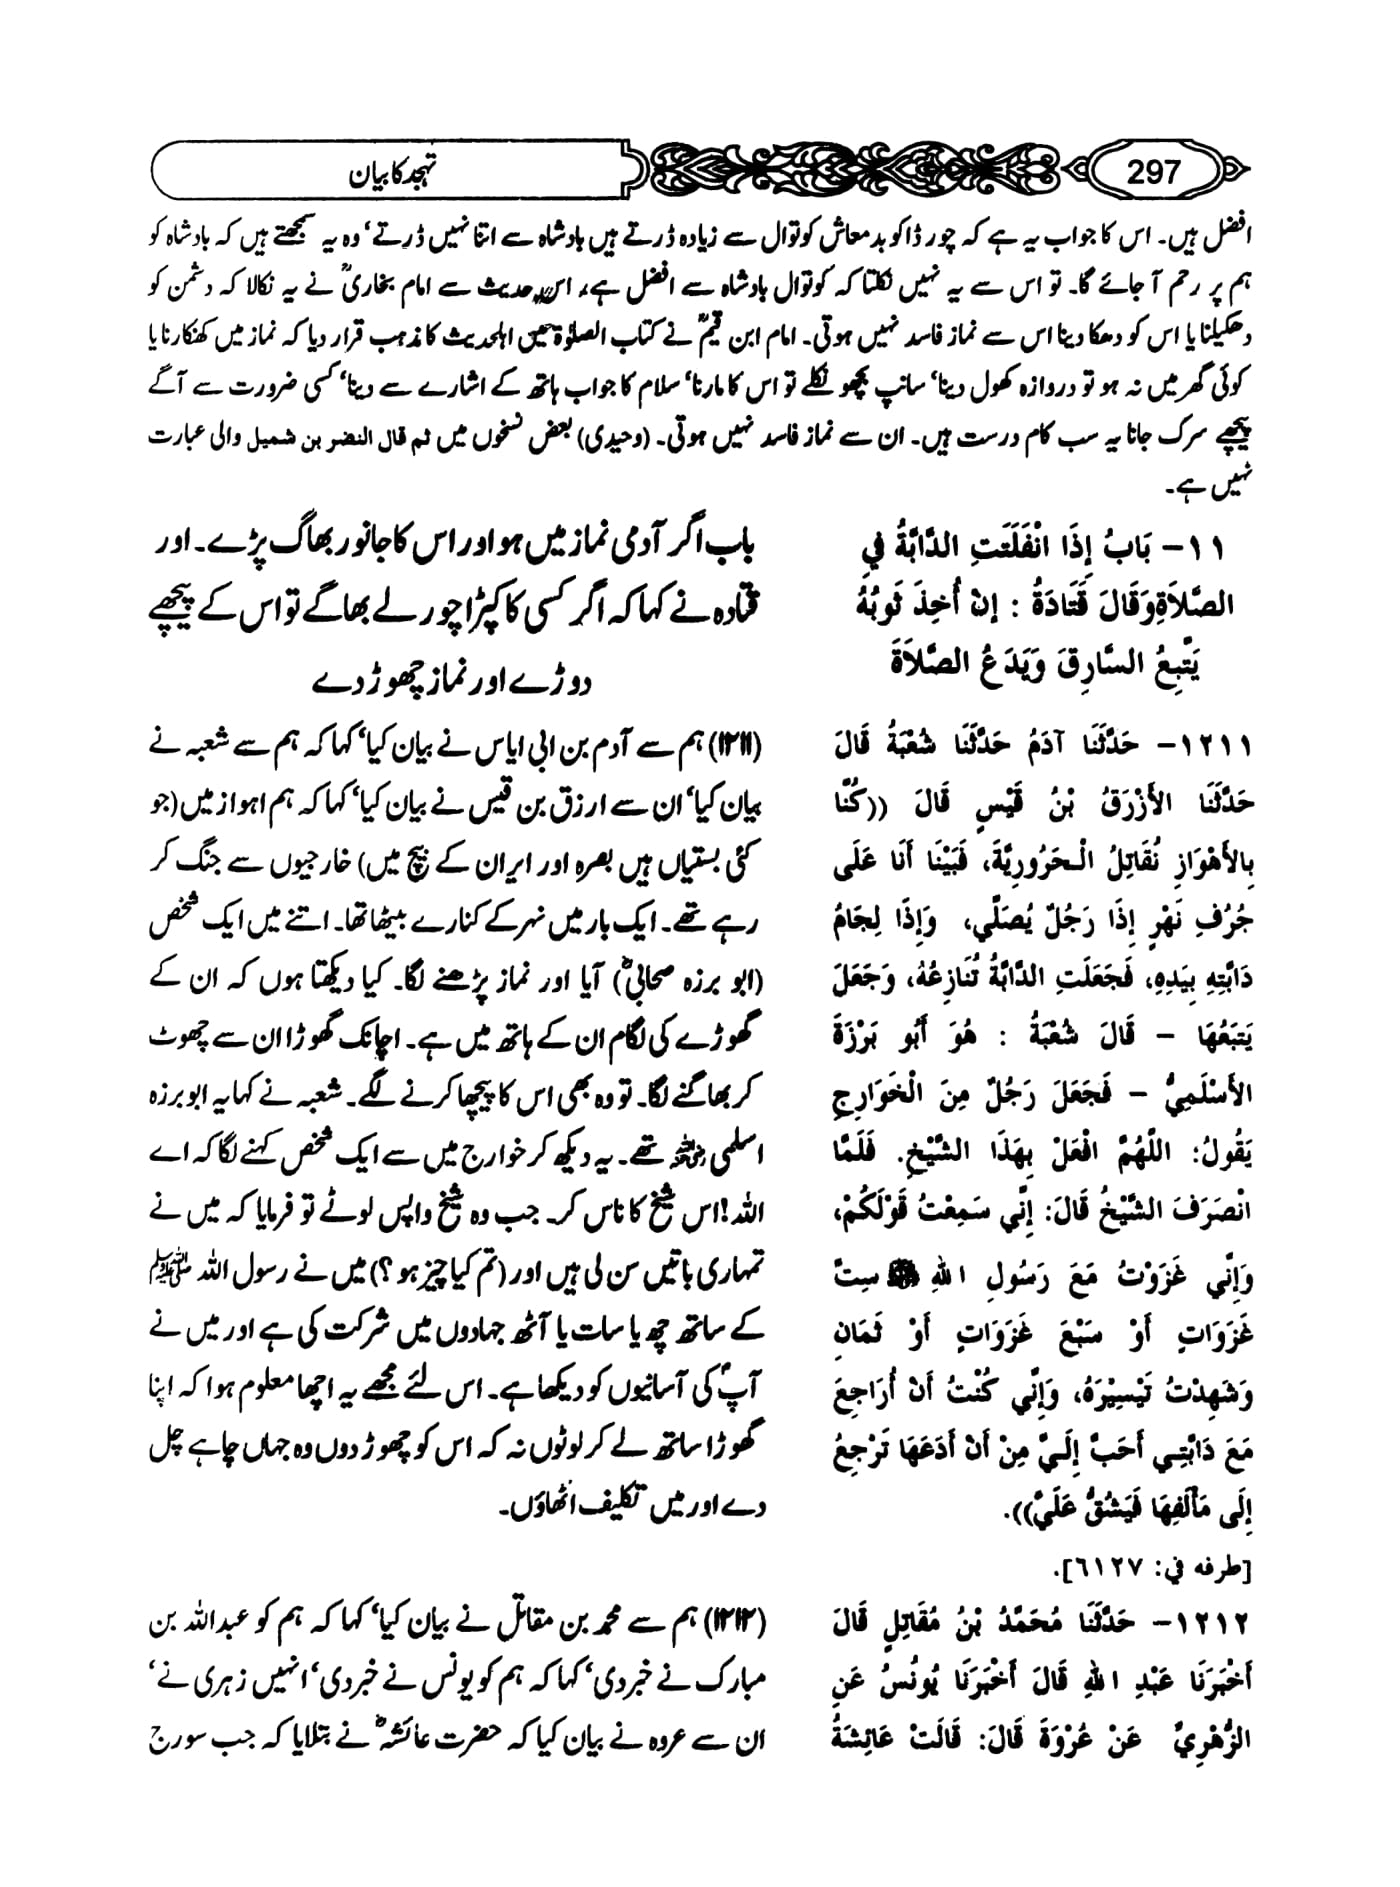 297
تہجد کا بیان
افضل ہیں۔ اس کا جواب یہ ہے کہ چور ڈاکو بدمعاش کوتوال سے زیادہ ڈرتے ہیں بادشاہ سے اتنا نہیں ڈرتے‘ وہ یہ سمجھتے ہیں کہ بادشاہ کو
ہم پر رحم آ جائے گا۔ تو اس سے یہ نہیں نکلتا کہ کوتوال بادشاہ سے افضل ہے، اس حدیث سے امام بخاریؒ نے یہ نکالا کہ دشمن کو
دھکیلنا یا اس کو دھکا دینا اس سے نماز فاسد نہیں ہوتی۔ امام ابن قیمؒ نے کتاب الصلوٰۃ میں اہلحدیث کا مذہب قرار دیا کہ نماز میں کھنکارنا یا
کوئی گھر میں نہ ہو تو دروازہ کھول دینا‘ سانپ بچھو نکلے تو اس کا مارنا‘ سلام کا جواب ہاتھ کے اشارے سے دینا‘ کسی ضرورت سے آگے
پیچھے سرک جانا یہ سب کام درست ہیں۔ ان سے نماز فاسد نہیں ہوتی۔ (وحیدی) بعض نسخوں میں ثم قال النضر بن شمیل والی عبارت
نہیں ہے۔
١١- بَابُ إِذَا انْفَلَتَتِ الدَّابَّةُ فِي
الصَّلاَةِ وَقَالَ قَتَادَةُ : إِنْ أُخِذَ ثَوبُهُ
يَتَّبِعُ السَّارِقَ وَيَدَعُ الصَّلاَةَ
باب اگر آدمی نماز میں ہو اور اس کا جانور بھاگ پڑے۔ اور
قتادہ نے کہا کہ اگر کسی کا کپڑا چور لے بھاگے تو اس کے پیچھے
دوڑے اور نماز چھوڑ دے
١٢١١- حَدَّثَنَا آدَمُ حَدَّثَنَا شُعْبَةُ قَالَ
حَدَّثَنَا الأَزْرَقُ بْنُ قَيْسٍ قَالَ ((كُنَّا
بِالأَهْوَازِ نُقَاتِلُ الْحَرُورِيَّةَ، فَبَيْنَا أَنَا عَلَى
جُرُفِ نَهْرٍ إِذَا رَجُلٌ يُصَلِّي، وَإِذَا لِجَامُ
دَابَّتِهِ بِيَدِهِ، فَجَعَلَتِ الدَّابَّةُ تُنَازِعُهُ، وَجَعَلَ
يَتبَعُهَا - قَالَ شُعْبَةُ : هُوَ أَبُو بَرْزَةَ
الأَسْلَمِيُّ - فَجَعَلَ رَجُلٌ مِنَ الْخَوَارِجِ
يَقُولُ: اللَّهُمَّ افْعَلْ بِهَذَا الشَّيْخِ. فَلَمَّا
انْصَرَفَ الشَّيْخُ قَالَ: إِنِّي سَمِعْتُ قَوْلَكُمْ،
وَإِنِّي غَزَوْتُ مَعَ رَسُولِ اللهِ ﷺ سِتَّ
غَزَوَاتٍ أَوْ سَبْعَ غَزَوَاتٍ أَوْ ثَمَانِ
وَشَهِدْتُ تَيْسِيْرَهُ، وَإِنِّي كُنْتُ أَنْ أُرَاجِعَ
مَعَ دَابَّتِي أَحَبَّ إِلَيَّ مِنْ أَنْ أَدَعَهَا تَرْجِعُ
إِلَى مَأْلَفِهَا فَيَشُقُّ عَلَيَّ)).
[طرفه في: ٦١٢٧].
(۱۲۱۱) ہم سے آدم بن ابی ایاس نے بیان کیا‘ کہا کہ ہم سے شعبہ نے
بیان کیا‘ ان سے ارزق بن قیس نے بیان کیا‘ کہا کہ ہم اہواز میں (جو
کئی بستیاں ہیں بصرہ اور ایران کے بیچ میں) خارجیوں سے جنگ کر
رہے تھے۔ ایک بار میں نہر کے کنارے بیٹھا تھا۔ اتنے میں ایک شخص
(ابو برزہ صحابیؓ) آیا اور نماز پڑھنے لگا۔ کیا دیکھتا ہوں کہ ان کے
گھوڑے کی لگام ان کے ہاتھ میں ہے۔ اچانک گھوڑا ان سے چھوٹ
کر بھاگنے لگا۔ تو وہ بھی اس کا پیچھا کرنے لگے۔ شعبہ نے کہا یہ ابو برزہ
اسلمی رضی اللہ عنہ تھے۔ یہ دیکھ کر خوارج میں سے ایک شخص کہنے لگا کہ اے
اللہ! اس شیخ کا ناس کر۔ جب وہ شیخ واپس لوٹے تو فرمایا کہ میں نے
تمہاری باتیں سن لی ہیں اور (تم کیا چیز ہو؟) میں نے رسول اللہ ﷺ
کے ساتھ چھ یا سات یا آٹھ جہادوں میں شرکت کی ہے اور میں نے
آپؐ کی آسانیوں کو دیکھا ہے۔ اس لئے مجھے یہ اچھا معلوم ہوا کہ اپنا
گھوڑا ساتھ لے کر لوٹوں نہ کہ اس کو چھوڑ دوں وہ جہاں چاہے چل
دے اور میں تکلیف اٹھاؤں۔
١٢١٢- حَدَّثَنَا مُحَمَّدُ بْنُ مُقَاتِلٍ قَالَ
أَخْبَرَنَا عَبْدِ اللهِ قَالَ أَخْبَرَنَا يُونُسُ عَنِ
الزُّهْرِيِّ عَنْ عُرْوَةَ قَالَ: قَالَتْ عَائِشَةُ
(۱۲۱۲) ہم سے محمد بن مقاتل نے بیان کیا‘ کہا کہ ہم کو عبداللہ بن
مبارک نے خبر دی‘ کہا کہ ہم کو یونس نے خبر دی‘ انہیں زہری نے‘
ان سے عروہ نے بیان کیا کہ حضرت عائشہؓ نے بتلایا کہ جب سورج